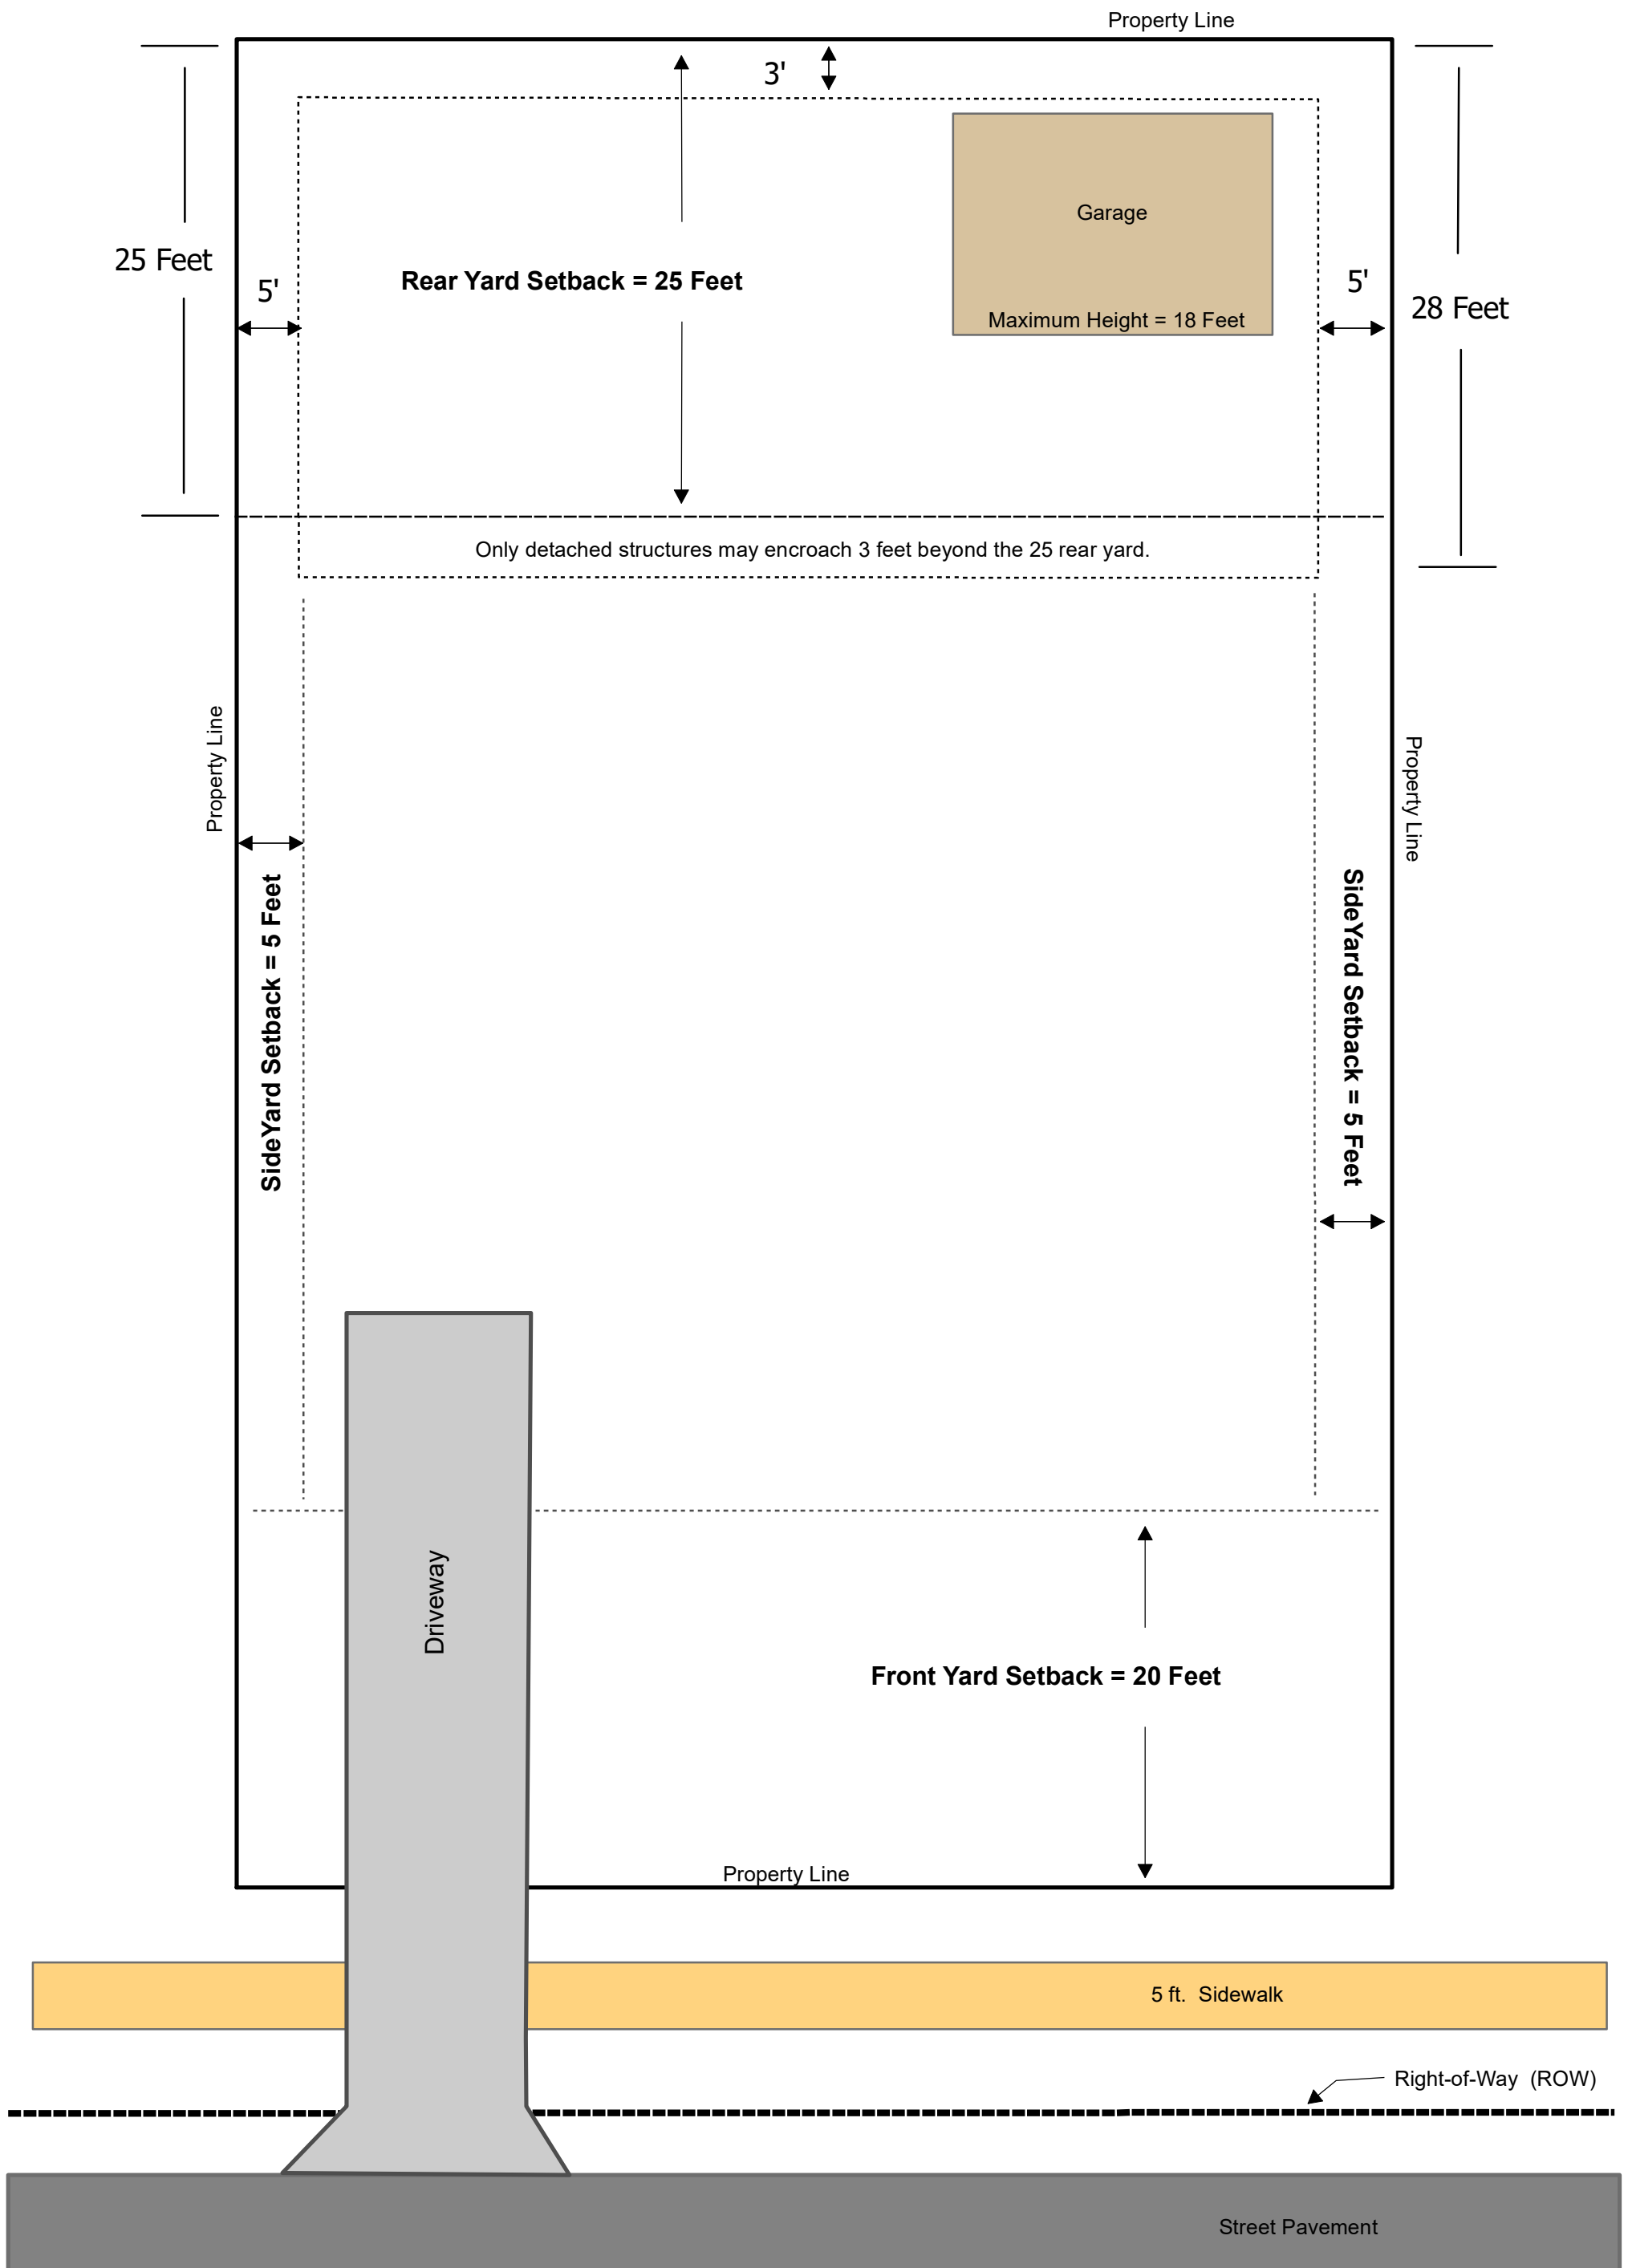 Property Line
3'
Garage
25 Feet
Rear Yard Setback = 25 Feet
5'
5'
28 Feet
Maximum Height = 18 Feet
Only detached structures may encroach 3 feet beyond the 25 rear yard.
Property Line
Property Line
SideYard Setback = 5 Feet
SideYard Setback = 5 Feet
Driveway
Front Yard Setback = 20 Feet
Property Line
5 ft.  Sidewalk
Right-of-Way  (ROW)
Street Pavement